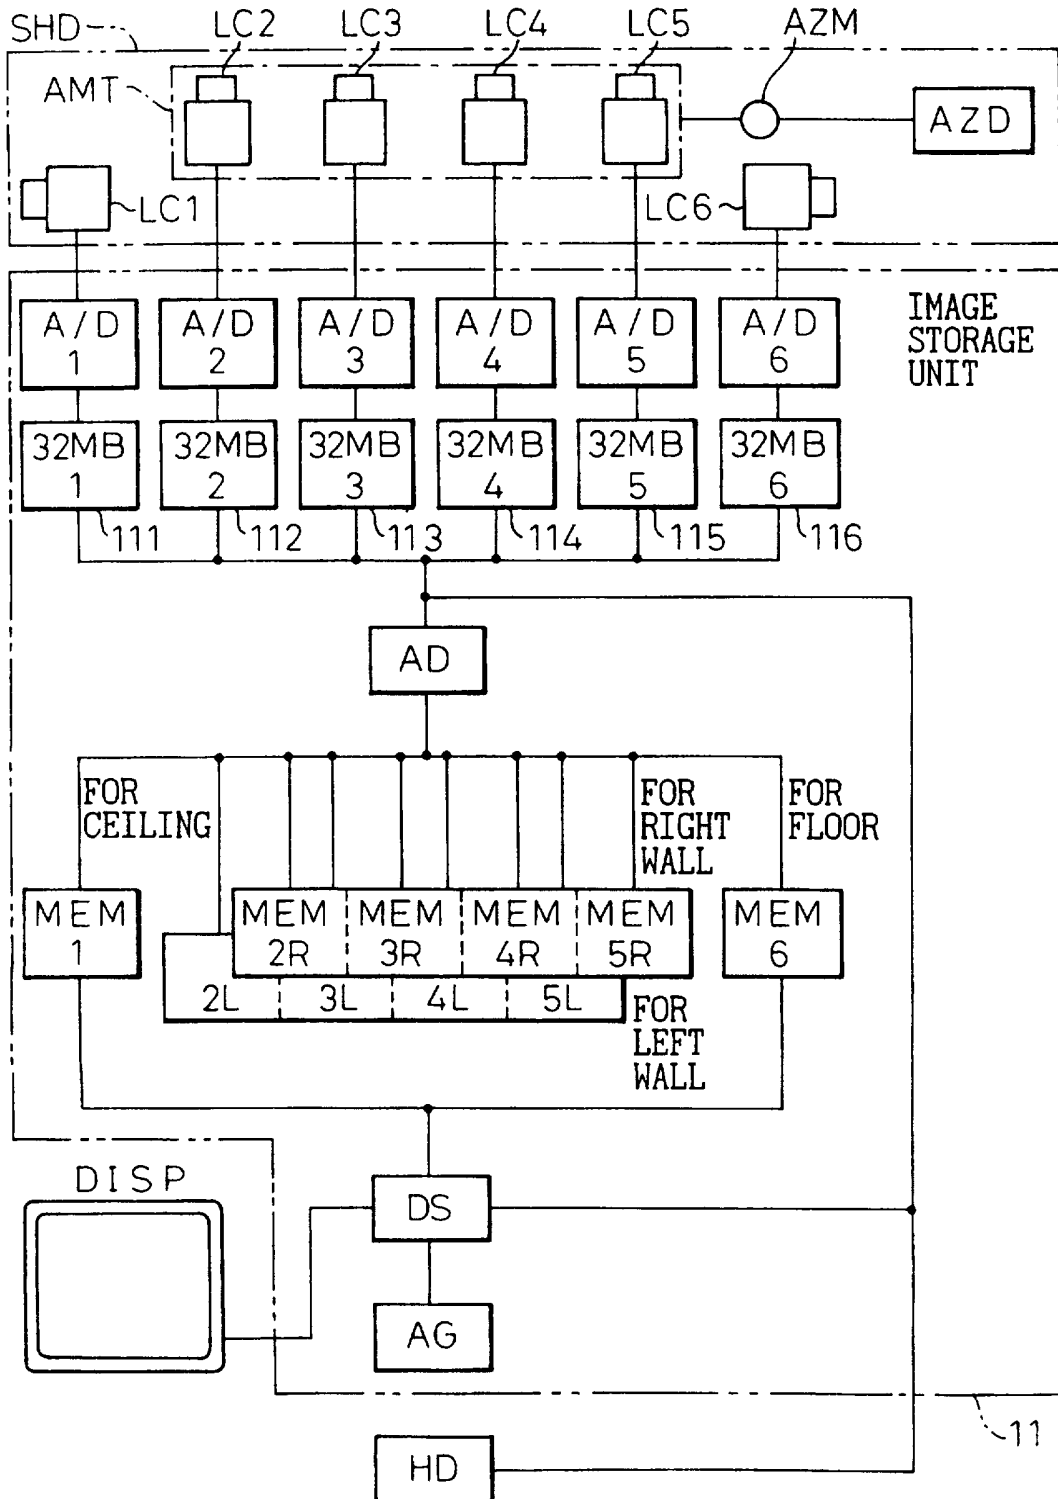 SHD LC2 LC3 LC4 LC5 AZM
AMT
AZD
LC1 LC6
A/D A/D A/D A/D A/D A/D
1 2 3 4 5 6
IMAGE
STORAGE
UNIT
32MB 32MB 32MB 32MB 32MB 32MB
1 2 3 4 5 6
111 112 113 114 115 116
AD
FOR
CEILING
FOR
RIGHT
WALL
FOR
FLOOR
MEM MEM MEM MEM MEM MEM
1 2R 3R 4R 5R 6
2L 3L 4L 5L
FOR
LEFT
WALL
DISP
DS
AG
11
HD